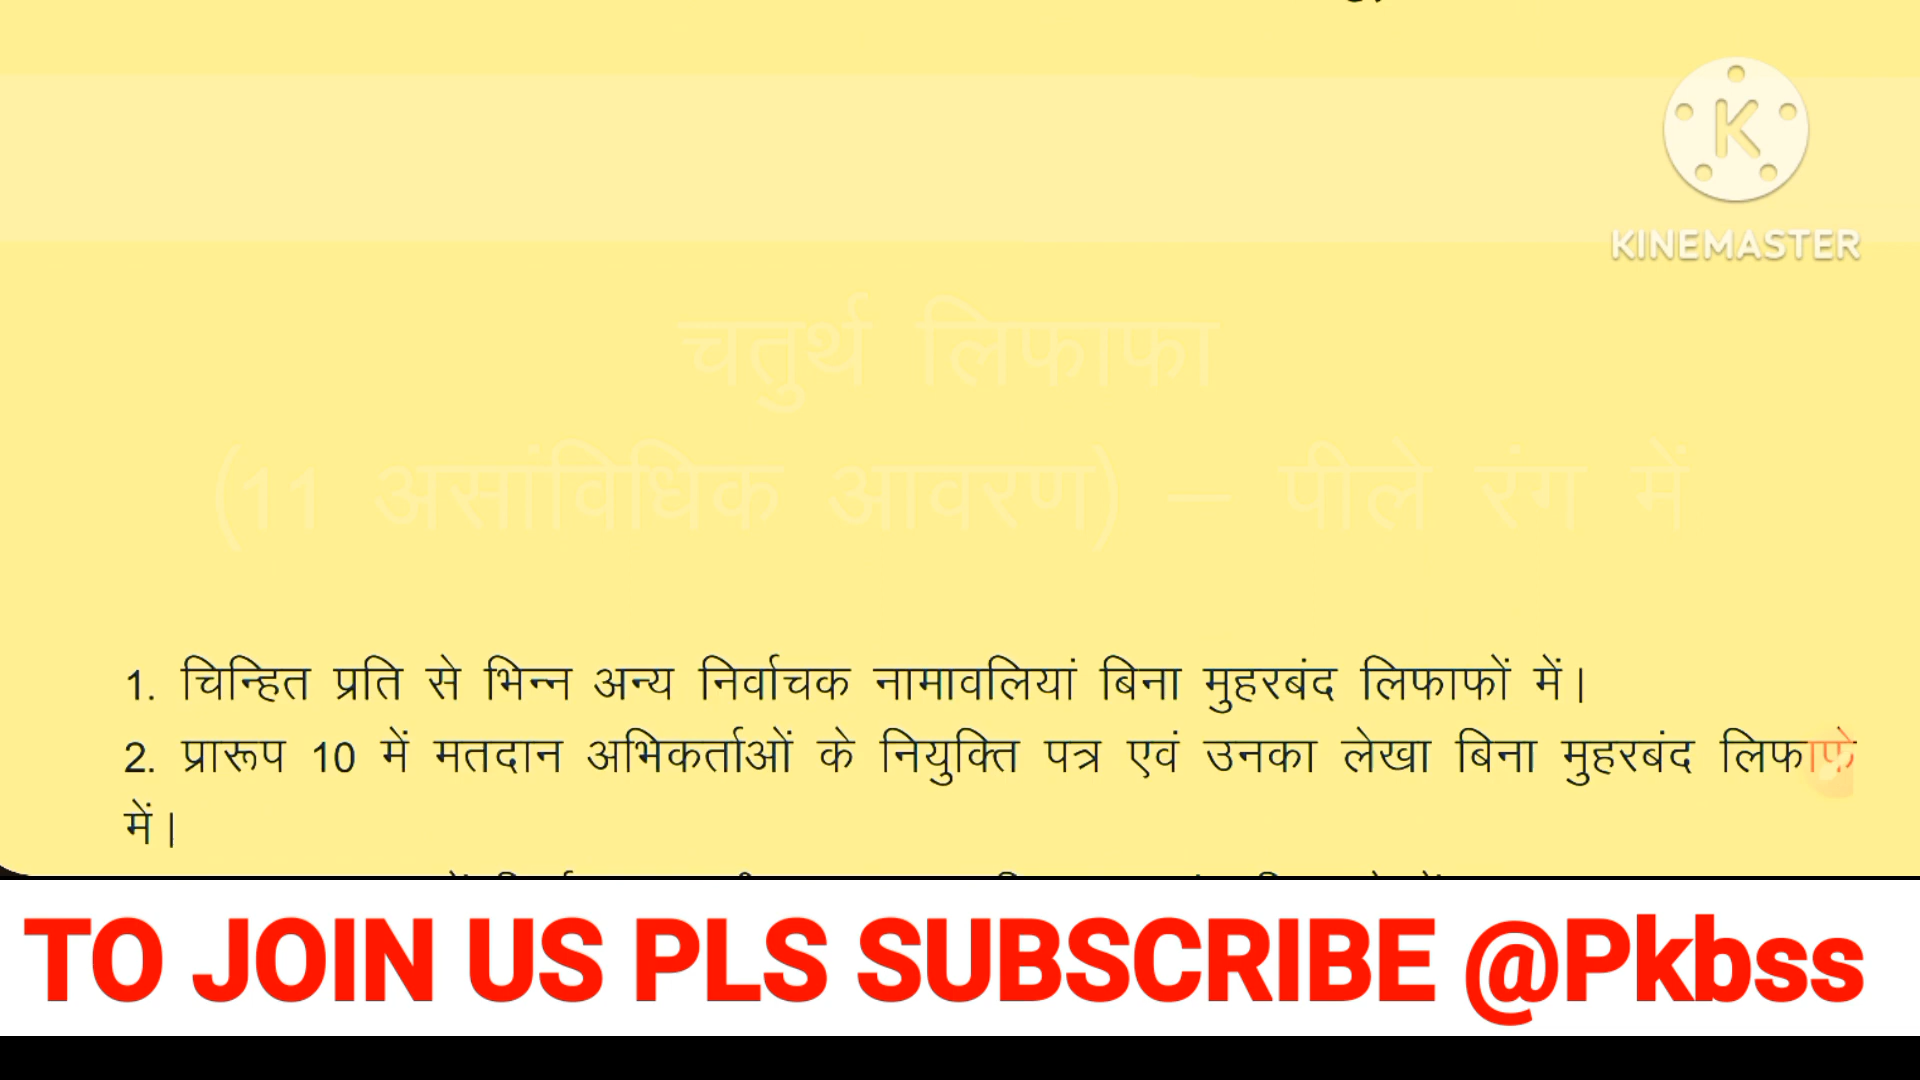 KINEMASTER
चतुर्थ लिफाफा
(11 असांविधिक आवरण) – पीले रंग में
1. चिन्हित प्रति से भिन्न अन्य निर्वाचक नामावलियां बिना मुहरबंद लिफाफों में।
2. प्रारूप 10 में मतदान अभिकर्ताओं के नियुक्ति पत्र एवं उनका लेखा बिना मुहरबंद लिफाफे
में।
TO JOIN US PLS SUBSCRIBE @Pkbss